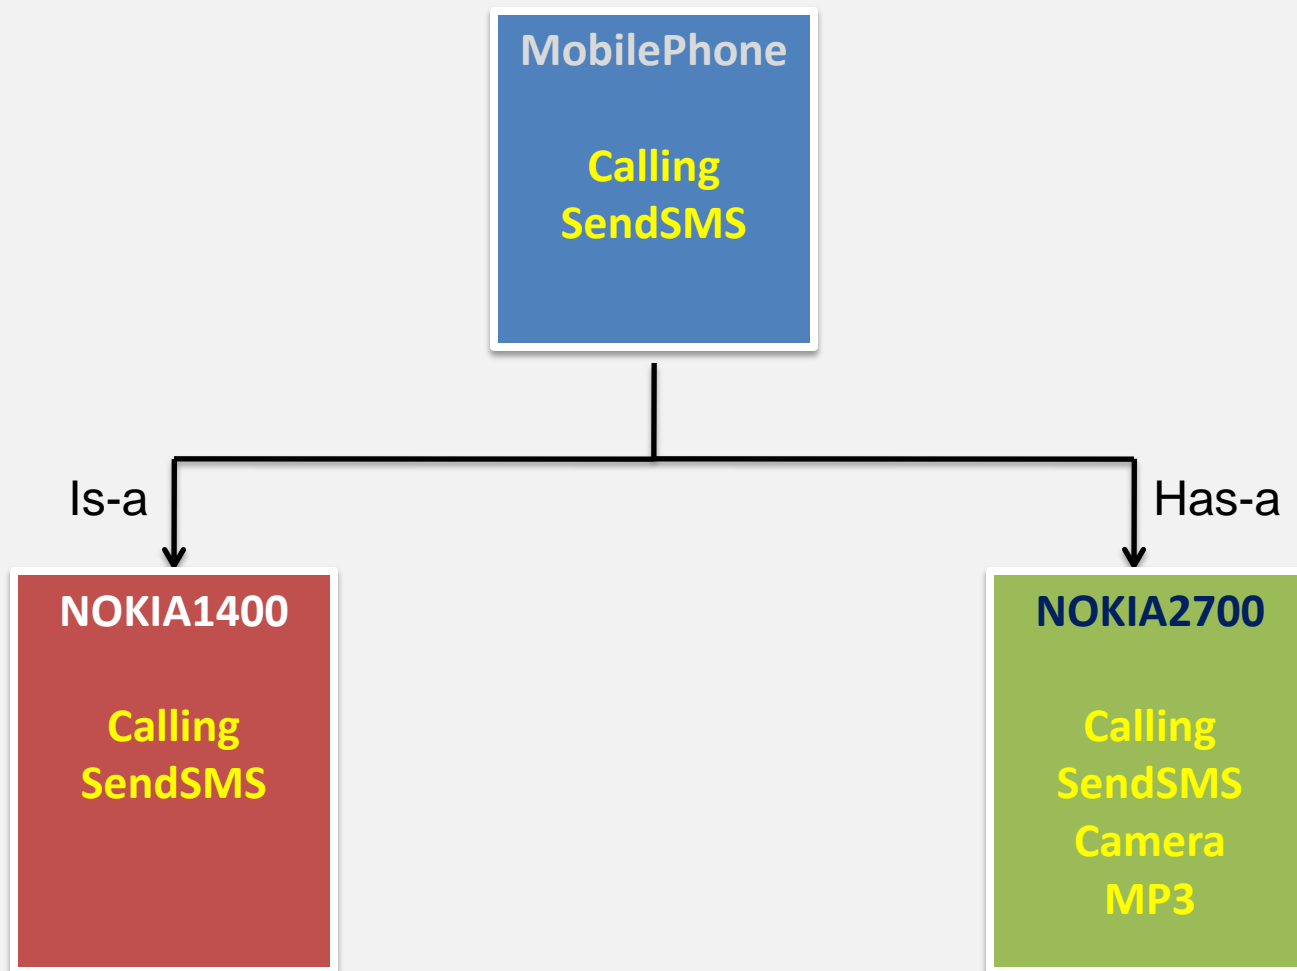 MobilePhone
Calling
SendSMS
Is-a
Has-a
NOKIA1400
Calling
SendSMS
NOKIA2700
Calling
SendSMS
Camera
MP3